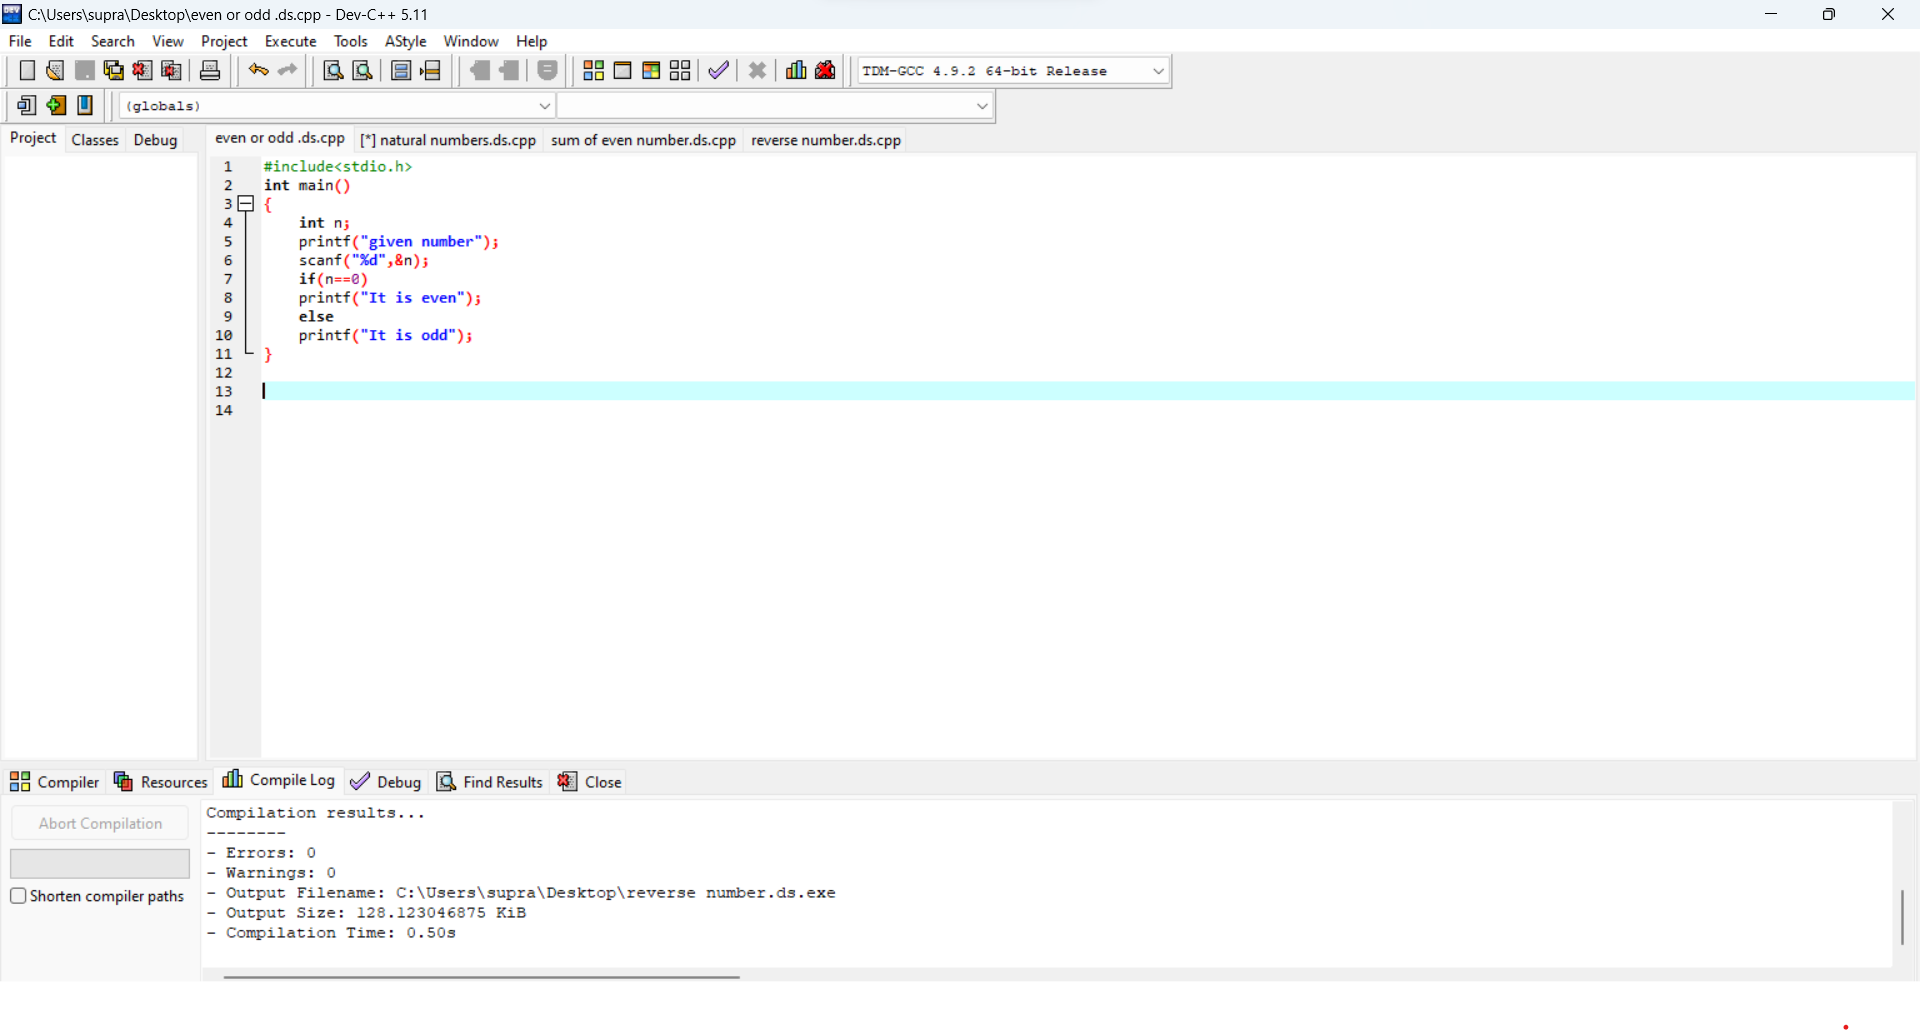 C:\Users\supra\Desktop\even or odd .ds.cpp - Dev-C++ 5.11
File Edit Search View Project Execute Tools AStyle Window Help
TDM-GCC 4.9.2 64-bit Release
(globals)
Project Classes Debug
even or odd .ds.cpp [*] natural numbers.ds.cpp sum of even number.ds.cpp reverse number.ds.cpp
1 #include<stdio.h>
2 int main()
3 {
4 int n;
5 printf("given number");
6 scanf("%d",&n);
7 if(n==0)
8 printf("It is even");
9 else
10 printf("It is odd");
11 }
12
13
14
Compiler Resources Compile Log Debug Find Results Close
Abort Compilation
Shorten compiler paths
Compilation results...
--------
- Errors: 0
- Warnings: 0
- Output Filename: C:\Users\supra\Desktop\reverse number.ds.exe
- Output Size: 128.123046875 KiB
- Compilation Time: 0.50s